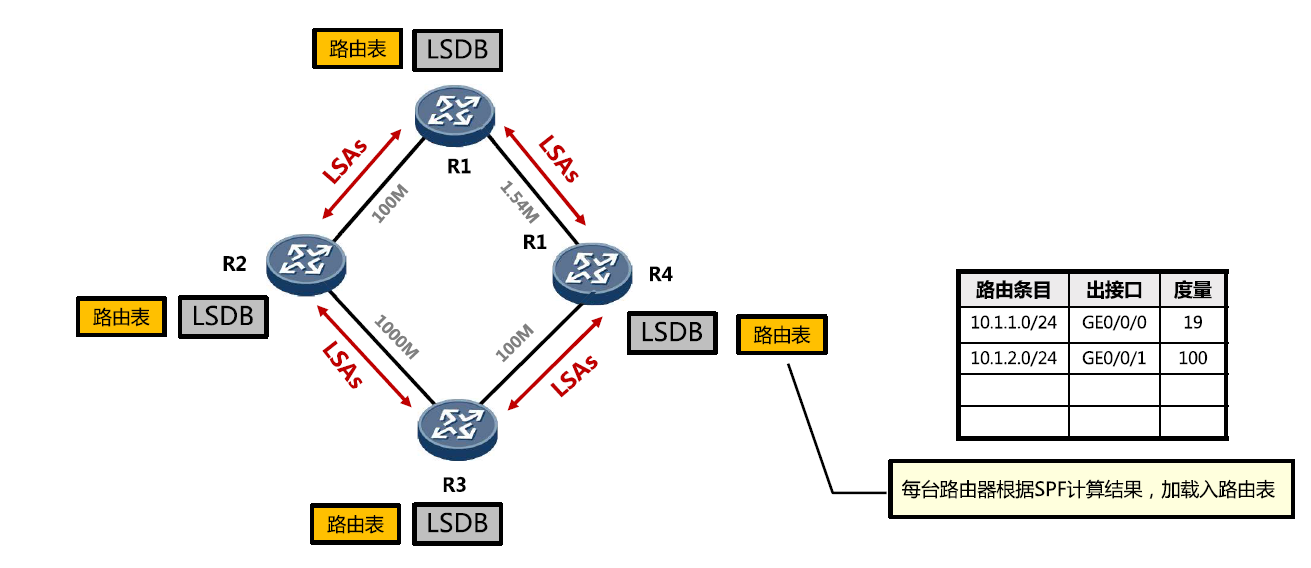 路由表
LSDB
LSAs
LSAs
R1
100M
1.54M
R1
R2
R4
路由表
LSDB
LSDB
路由表
1000M
100M
LSAs
LSAs
R3
路由表
LSDB
路由条目 出接口 度量
10.1.1.0/24 GE0/0/0 19
10.1.2.0/24 GE0/0/1 100
每台路由器根据SPF计算结果，加载入路由表